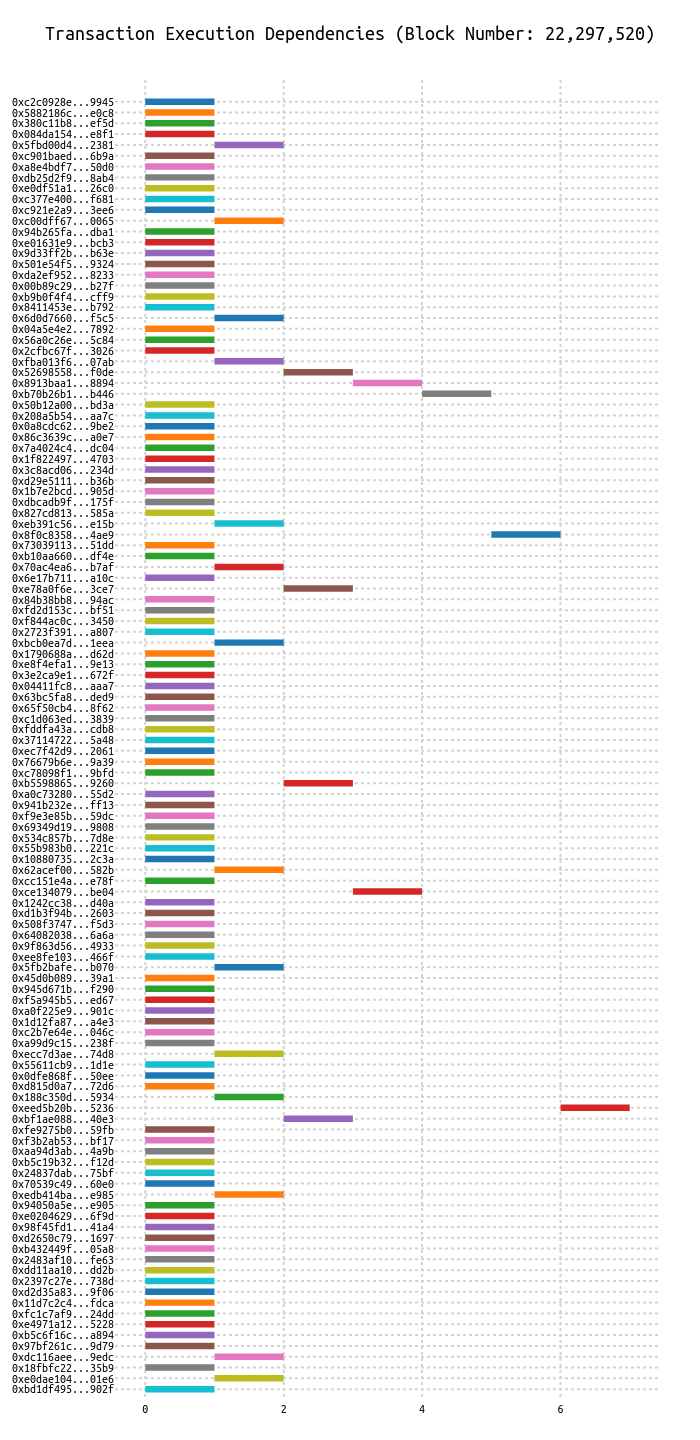 Transaction Execution Dependencies (Block Number: 22,297,520)
0xc2c0928e...9945
0x5882186c...e0c8
0x380c11b8...ef5d
0x084da154...e8f1
0x5fbd00d4...2381
0xc901baed...6b9a
0xa8e4bdf7...50d0
0xdb25d2f9...8ab4
0xe0df51a1...26c0
0xc377e400...f681
0xc921e2a9...3ee6
0xc00dff67...0065
0x94b265fa...dba1
0xe01631e9...bcb3
0x9d33ff2b...b63e
0x501e54f5...9324
0xda2ef952...8233
0x00b89c29...b27f
0xb9b0f4f4...cff9
0x8411453e...b792
0x6d0d7660...f5c5
0x04a5e4e2...7892
0x56a0c26e...5c84
0x2cfbc67f...3026
0xfba013f6...07ab
0x52698558...f0de
0x8913baa1...8894
0xb70b26b1...b446
0x50b12a00...bd3a
0x208a5b54...aa7c
0x0a8cdc62...9be2
0x86c3639c...a0e7
0x7a4024c4...dc04
0x1f822497...4703
0x3c8acd06...234d
0xd29e5111...b36b
0x1b7e2bcd...905d
0xdbcadb9f...175f
0x827cd813...585a
0xeb391c56...e15b
0x8f0c8358...4ae9
0x73039113...51dd
0xb10aa660...df4e
0x70ac4ea6...b7af
0x6e17b711...a10c
0xe78a0f6e...3ce7
0x84b38bb8...94ac
0xfd2d153c...bf51
0xf844ac0c...3450
0x2723f391...a807
0xbcb0ea7d...1eea
0x1790688a...d62d
0xe8f4efa1...9e13
0x3e2ca9e1...672f
0x04411fc8...aaa7
0x63bc5fa8...ded9
0x65f50cb4...8f62
0xc1d063ed...3839
0xfddfa43a...cdb8
0x37114722...5a48
0xec7f42d9...2061
0x76679b6e...9a39
0xc78098f1...9bfd
0xb5598865...9260
0xa0c73280...55d2
0x941b232e...ff13
0xf9e3e85b...59dc
0x69349d19...9808
0x534c857b...7d8e
0x55b983b0...221c
0x10880735...2c3a
0x62acef00...582b
0xcc151e4a...e78f
0xce134079...be04
0x1242cc38...d40a
0xd1b3f94b...2603
0x508f3747...f5d3
0x64082038...6a6a
0x9f863d56...4933
0xee8fe103...466f
0x5fb2bafe...b070
0x45d0b089...39a1
0x945d671b...f290
0xf5a945b5...ed67
0xa0f225e9...901c
0x1d12fa87...a4e3
0xc2b7e64e...046c
0xa99d9c15...238f
0xecc7d3ae...74d8
0x55611cb9...1d1e
0x0dfe868f...50ee
0xd815d0a7...72d6
0x188c350d...5934
0xeed5b20b...5236
0xbf1ae088...40e3
0xfe9275b0...59fb
0xf3b2ab53...bf17
0xaa94d3ab...4a9b
0xb5c19b32...f12d
0x24837dab...75bf
0x70539c49...60e0
0xedb414ba...e985
0x94050a5e...e905
0xe0204629...6f9d
0x98f45fd1...41a4
0xd2650c79...1697
0xb432449f...05a8
0x2483af10...fe63
0xdd11aa10...dd2b
0x2397c27e...738d
0xd2d35a83...9f06
0x11d7c2c4...fdca
0xfc1c7af9...24dd
0xe4971a12...5228
0xb5c6f16c...a894
0x97bf261c...9d79
0xdc116aee...9edc
0x18fbfc22...35b9
0xe0dae104...01e6
0xbd1df495...902f
0 2 4 6